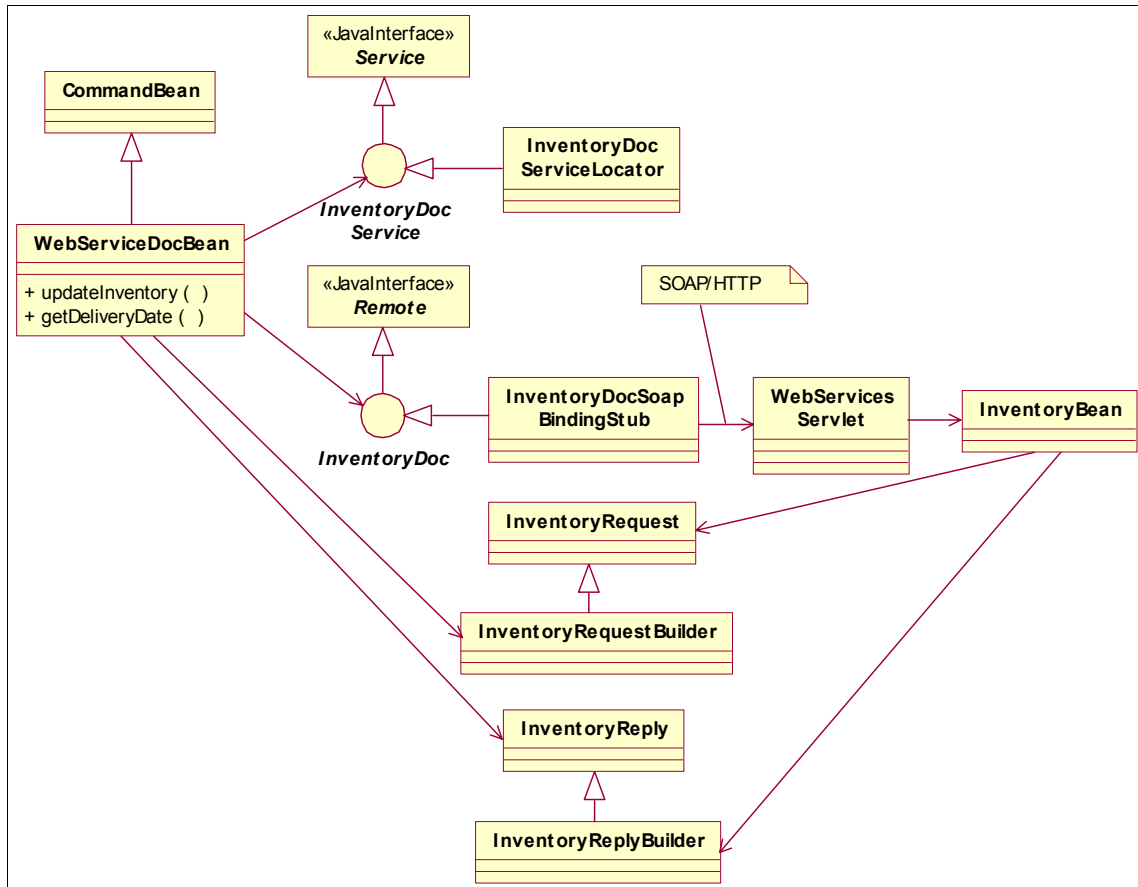 «JavaInterface»
Service
CommandBean
InventoryDoc
ServiceLocator
InventoryDoc
Service
WebServiceDocBean
+ updateInventory ( )
+ getDeliveryDate ( )
«JavaInterface»
Remote
SOAP/HTTP
InventoryDocSoap
BindingStub
WebServices
Servlet
InventoryBean
InventoryDoc
InventoryRequest
InventoryRequestBuilder
InventoryReply
InventoryReplyBuilder